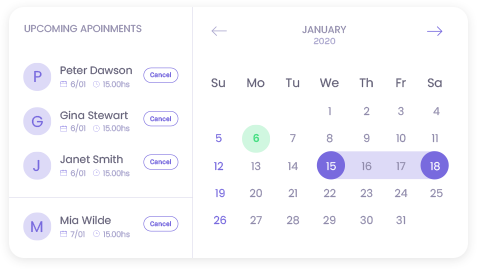 UPCOMING APOINMENTS
P
Peter Dawson
6/01 15.00hs
Cancel
G
Gina Stewart
6/01 15.00hs
Cancel
J
Janet Smith
6/01 15.00hs
Cancel
M
Mia Wilde
7/01 15.00hs
Cancel
JANUARY
2020
Su Mo Tu We Th Fr Sa
1 2 3 4
5 6 7 8 9 10 11
12 13 14 15 16 17 18
19 20 21 22 23 24 25
26 27 28 29 30 31